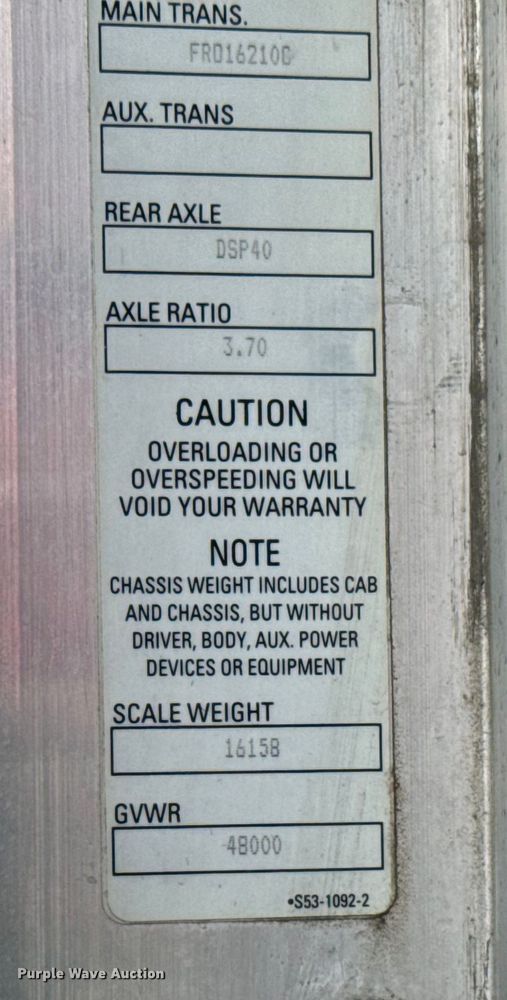 MAIN TRANS.
FRO16210C
AUX. TRANS
REAR AXLE
DSP40
AXLE RATIO
3.70
CAUTION
OVERLOADING OR
OVERSPEEDING WILL
VOID YOUR WARRANTY
NOTE
CHASSIS WEIGHT INCLUDES CAB
AND CHASSIS, BUT WITHOUT
DRIVER, BODY, AUX. POWER
DEVICES OR EQUIPMENT
SCALE WEIGHT
16158
GVWR
48000
•S53-1092-2
Purple Wave Auction